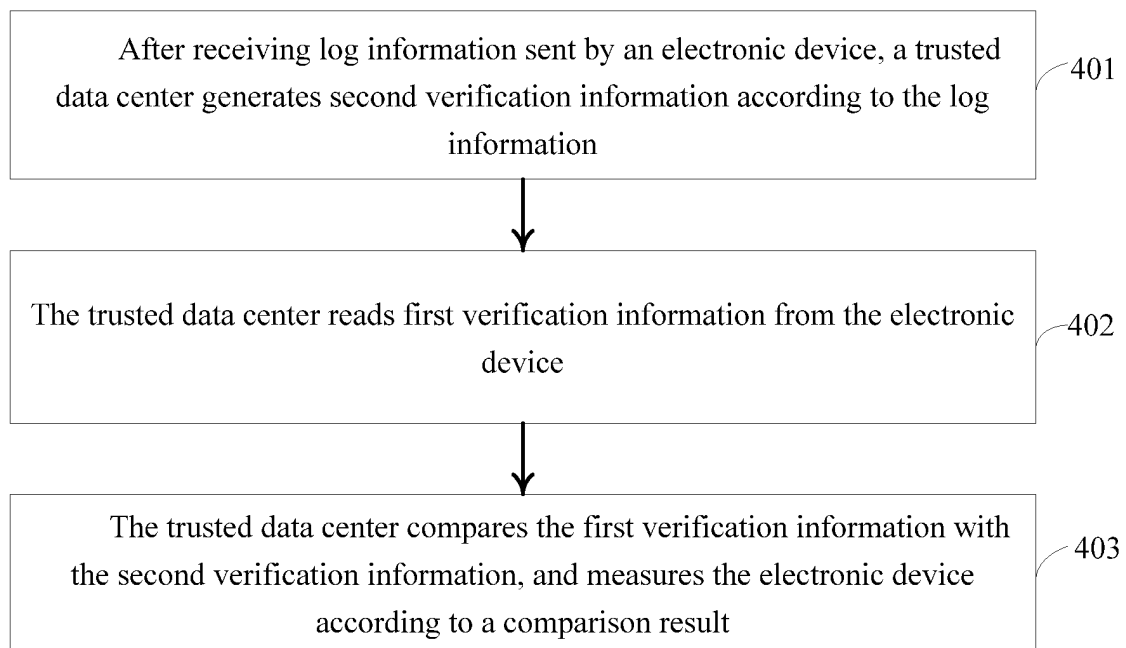 After receiving log information sent by an electronic device, a trusted
data center generates second verification information according to the log
information
401
The trusted data center reads first verification information from the electronic
device
402
The trusted data center compares the first verification information with
the second verification information, and measures the electronic device
according to a comparison result
403